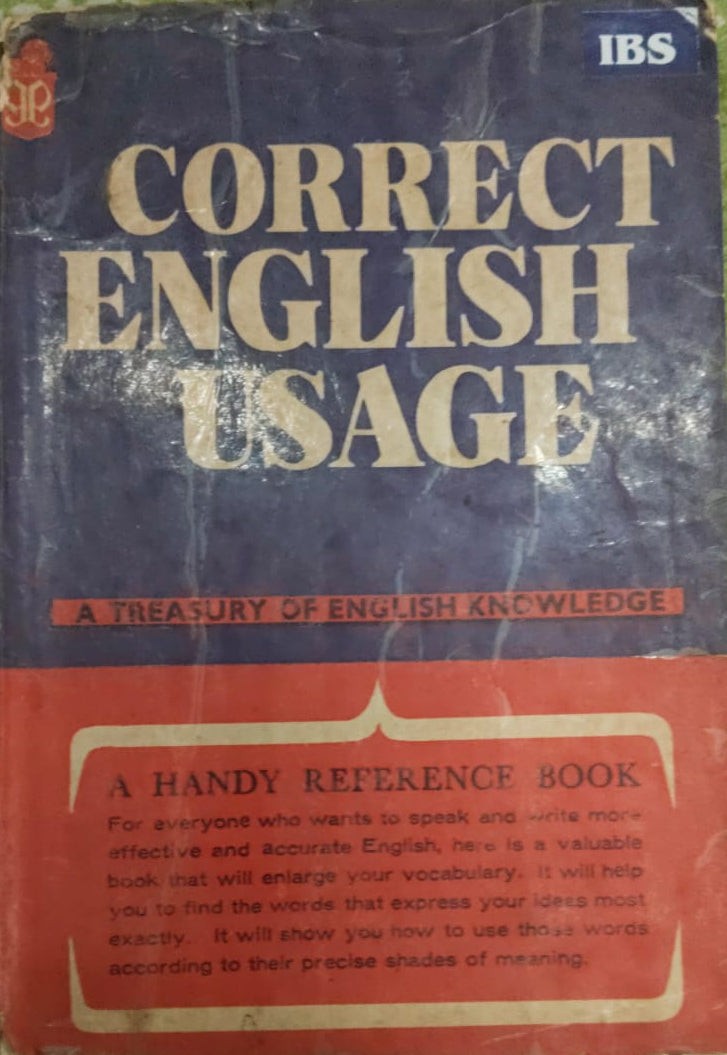 IBS
CORRECT
ENGLISH
USAGE
A TREASURY OF ENGLISH KNOWLEDGE
A HANDY REFERENCE BOOK
For everyone who wants to speak and write more
effective and accurate English, here is a valuable
book that will enlarge your vocabulary. It will help
you to find the words that express your ideas most
exactly. It will show you how to use those words
according to their precise shades of meaning.